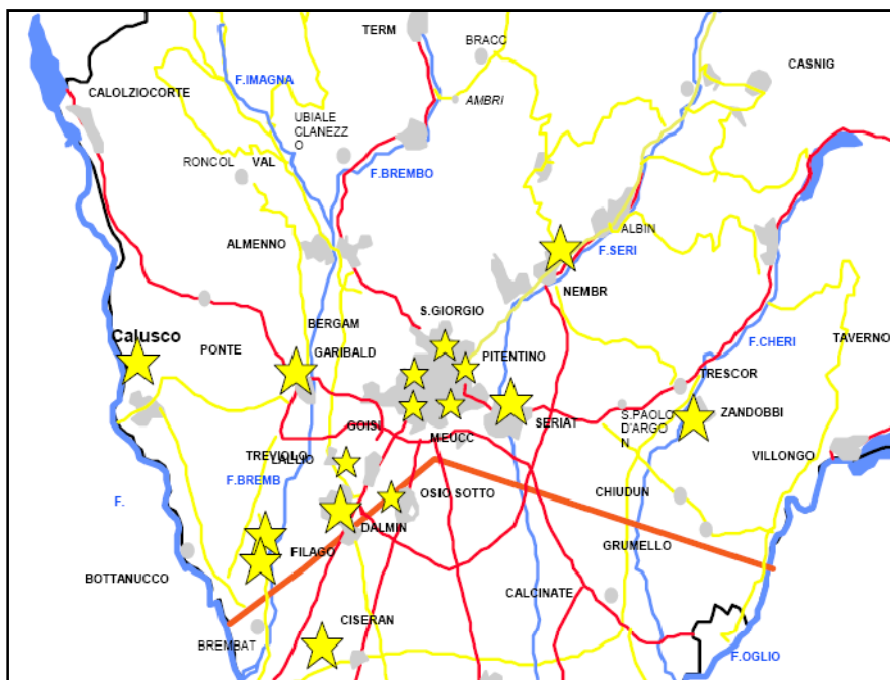 TERM
BRACC
CASNIG
F.IMAGNA
CALOLZIOCORTE
AMBRI
UBIALE
CLANEZZ
O
RONCOL
VAL
F.BREMBO
ALMENNO
ALBIN
F.SERI
NEMBR
S.GIORGIO
BERGAM
Calusco
PONTE
GARIBALD
PITENTINO
F.CHERI
TAVERNO
TRESCOR
ZANDOBBI
S.PAOLO
D'ARGO
N
SERIAT
GOISI
MEUCC
TREVIOLO
LALLIO
VILLONGO
F.BREMB
F.
OSIO SOTTO
CHIUDUN
DALMIN
FILAGO
GRUMELLO
BOTTANUCCO
CALCINATE
CISERAN
BREMBAT
F.OGLIO